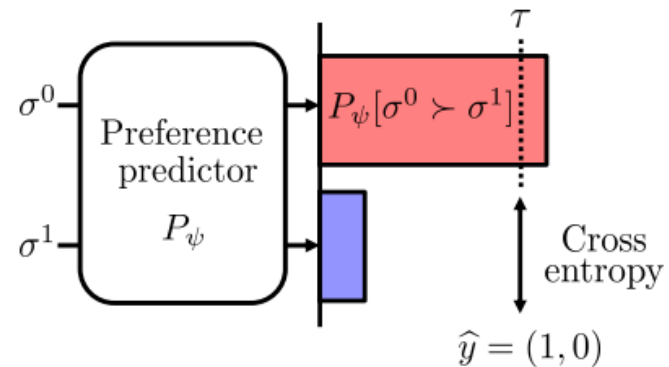 τ
σ⁰
P_ψ[σ⁰ ≻ σ¹]
Preference
predictor
P_ψ
σ¹
Cross
entropy
ŷ = (1, 0)